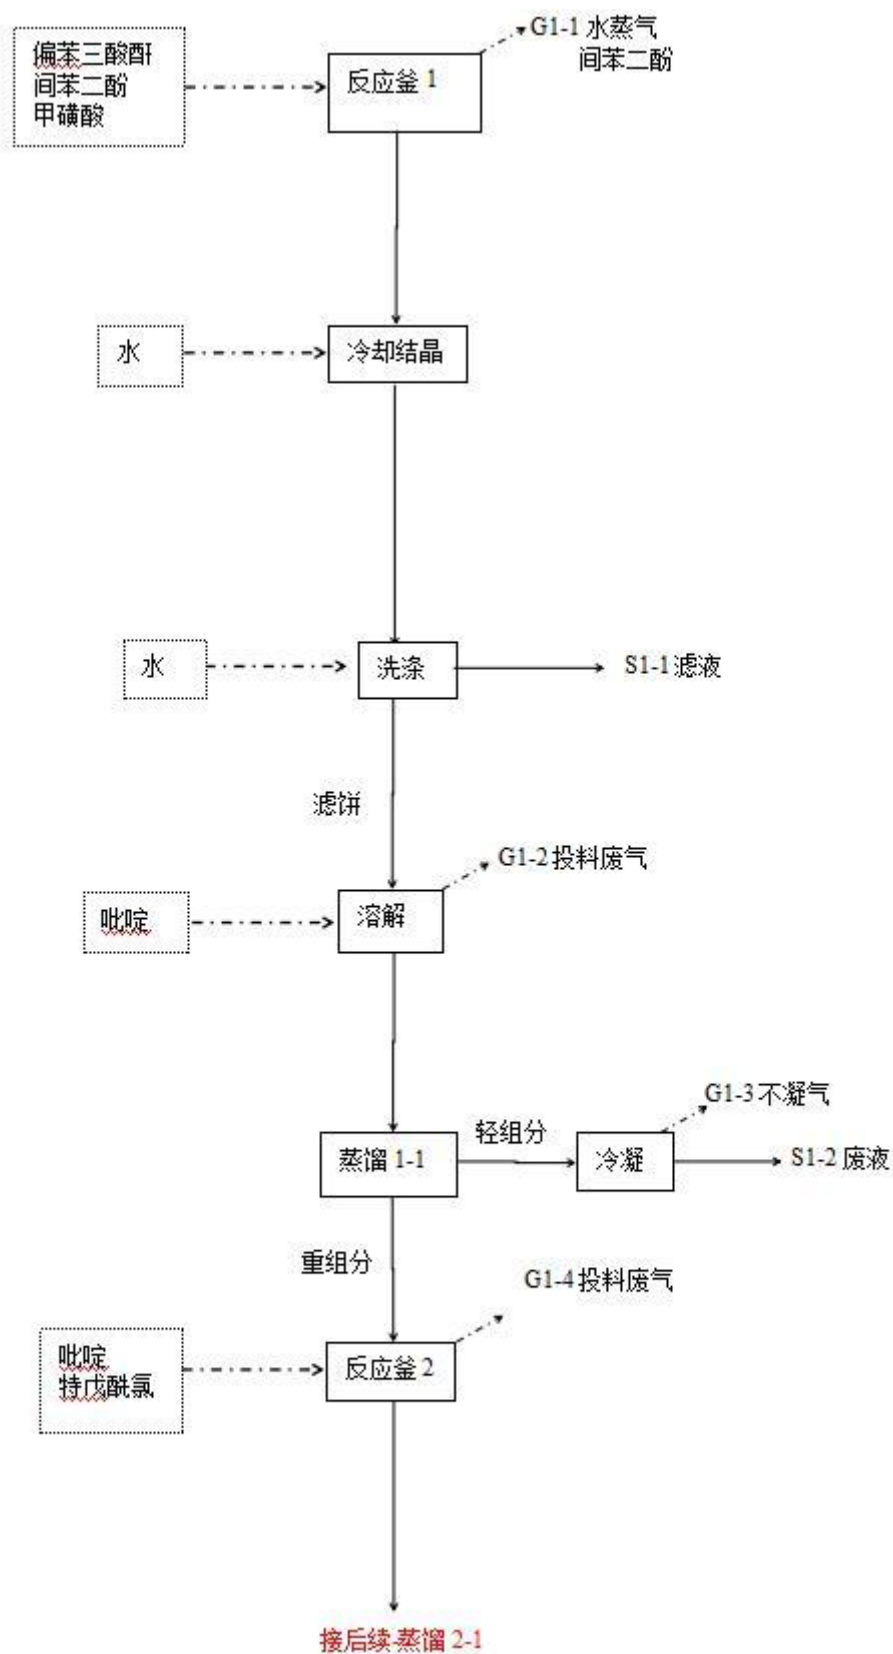 G1-1 水蒸气
间苯二酚
偏苯三酸酐
间苯二酚
甲磺酸
反应釜 1
水
冷却结晶
水
洗涤
S1-1 滤液
滤饼
G1-2 投料废气
吡啶
溶解
G1-3 不凝气
轻组分
蒸馏 1-1
冷凝
S1-2 废液
重组分
G1-4 投料废气
吡啶
特戊酰氯
反应釜 2
接后续-蒸馏 2-1